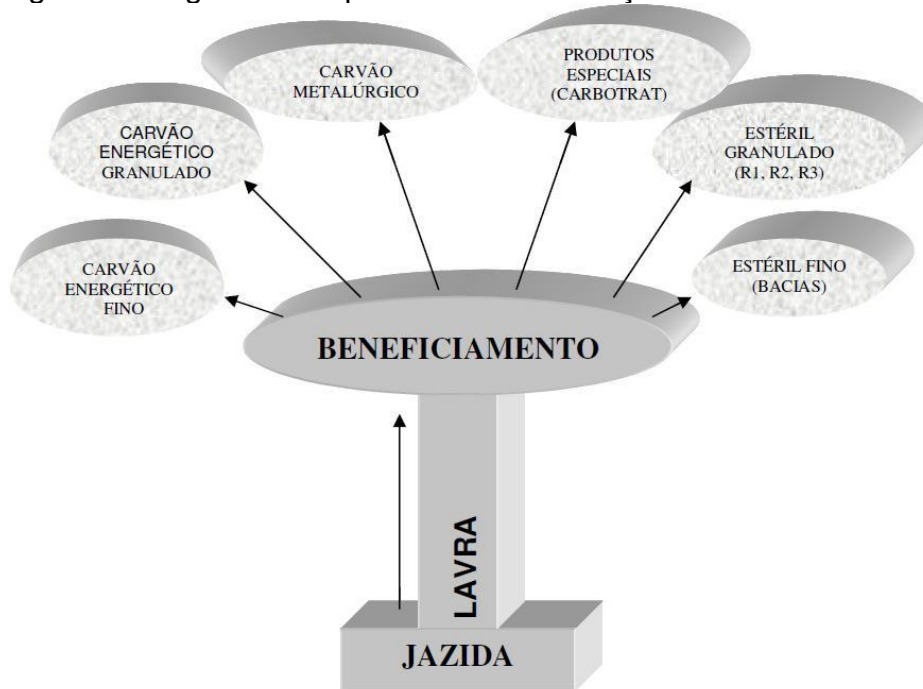 CARVÃO
METALÚRGICO
PRODUTOS
ESPECIAIS
(CARBOTRAT)
CARVÃO
ENERGÉTICO
GRANULADO
ESTÉRIL
GRANULADO
(R1, R2, R3)
CARVÃO
ENERGÉTICO
FINO
ESTÉRIL FINO
(BACIAS)
BENEFICIAMENTO
LAVRA
JAZIDA